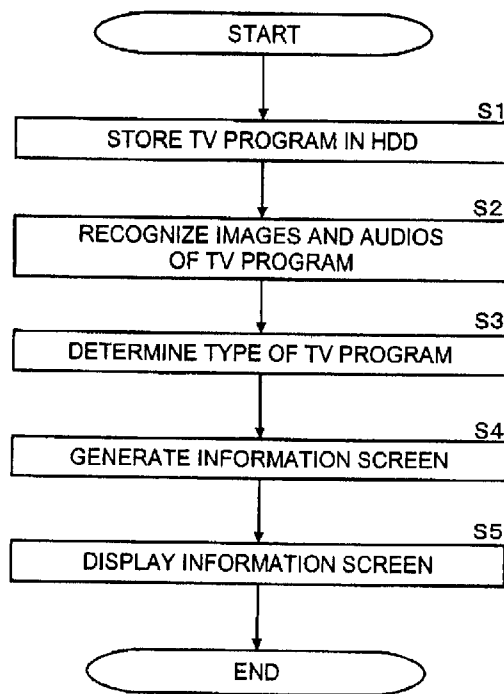 START
S1
STORE TV PROGRAM IN HDD
S2
RECOGNIZE IMAGES AND AUDIOS
OF TV PROGRAM
S3
DETERMINE TYPE OF TV PROGRAM
S4
GENERATE INFORMATION SCREEN
S5
DISPLAY INFORMATION SCREEN
END